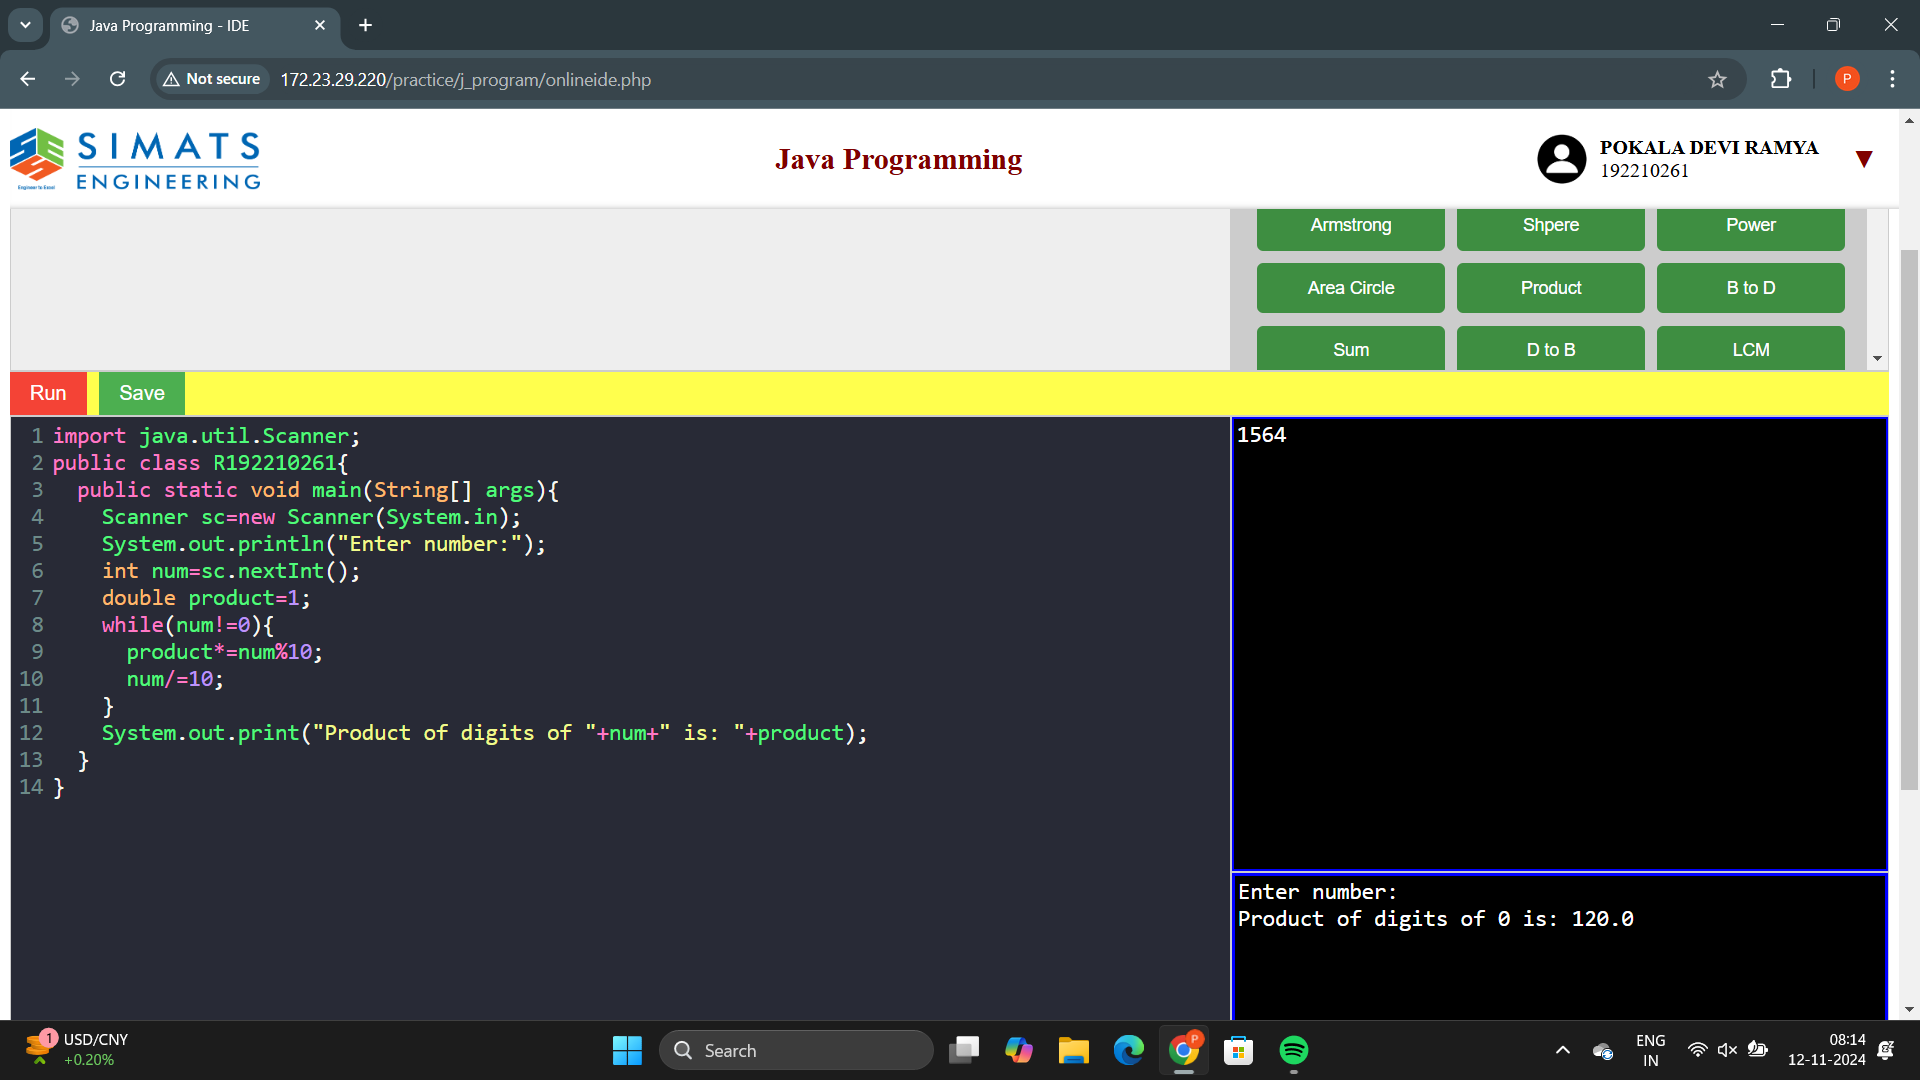 Java Programming - IDE
Not secure
172.23.29.220/practice/j_program/onlineide.php
P
SIMATS
ENGINEERING
Engineer to Excel
Java Programming
POKALA DEVI RAMYA
192210261
Armstrong Shpere Power
Area Circle Product B to D
Sum D to B LCM
Run Save
1 import java.util.Scanner;
2 public class R192210261{
3 public static void main(String[] args){
4 Scanner sc=new Scanner(System.in);
5 System.out.println("Enter number:");
6 int num=sc.nextInt();
7 double product=1;
8 while(num!=0){
9 product*=num%10;
10 num/=10;
11 }
12 System.out.print("Product of digits of "+num+" is: "+product);
13 }
14 }
1564
Enter number:
Product of digits of 0 is: 120.0
1
USD/CNY
+0.20%
Search
P
ENG
IN
08:14
12-11-2024